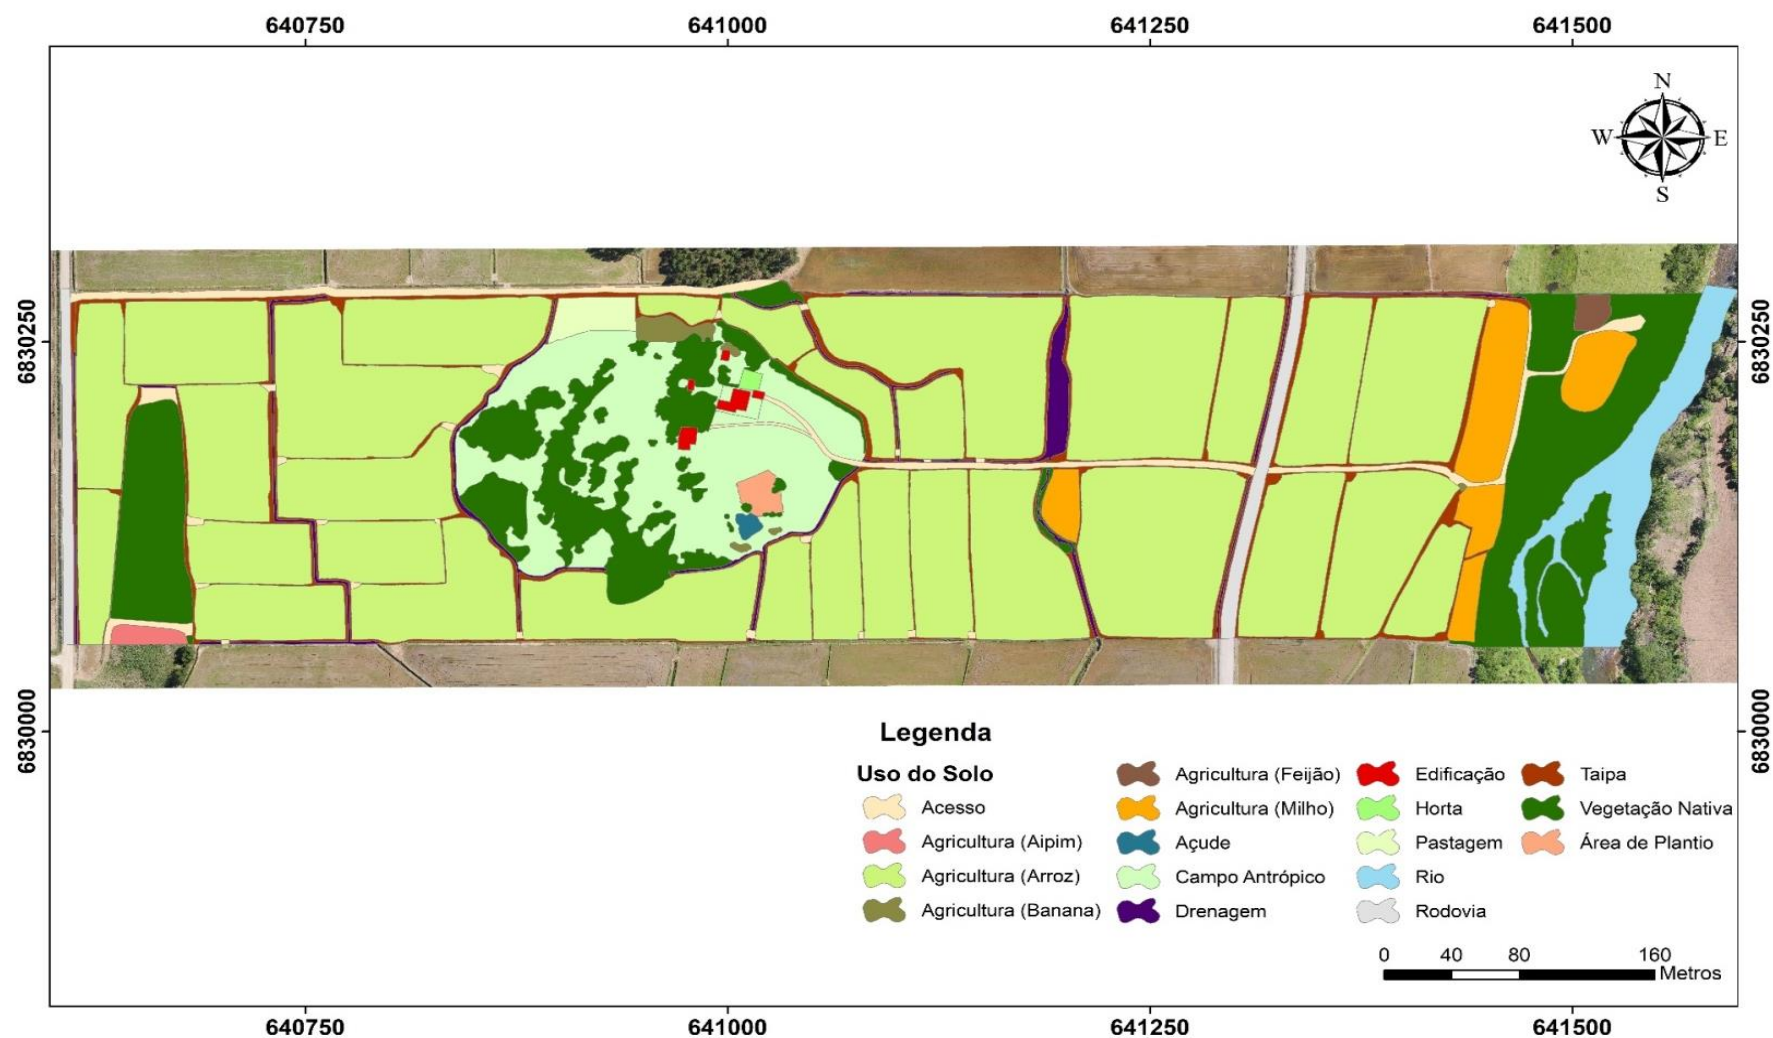 640750 641000 641250 641500
N
W E
S
6830250 6830250
6830000 6830000
Legenda
Uso do Solo
Acesso
Agricultura (Aipim)
Agricultura (Arroz)
Agricultura (Banana)
Agricultura (Feijão)
Agricultura (Milho)
Açude
Campo Antrópico
Drenagem
Edificação
Horta
Pastagem
Rio
Rodovia
Taipa
Vegetação Nativa
Área de Plantio
0 40 80 160
Metros
640750 641000 641250 641500